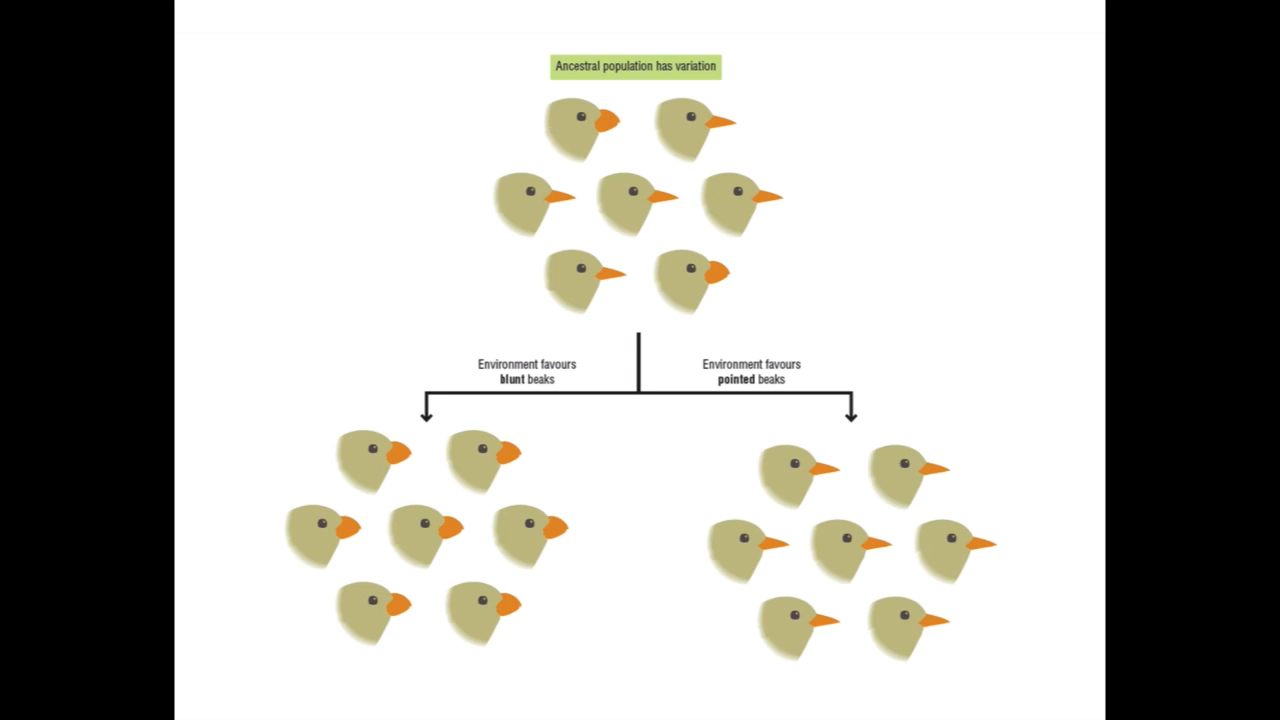 Ancestral population has variation
Environment favours
blunt beaks
Environment favours
pointed beaks